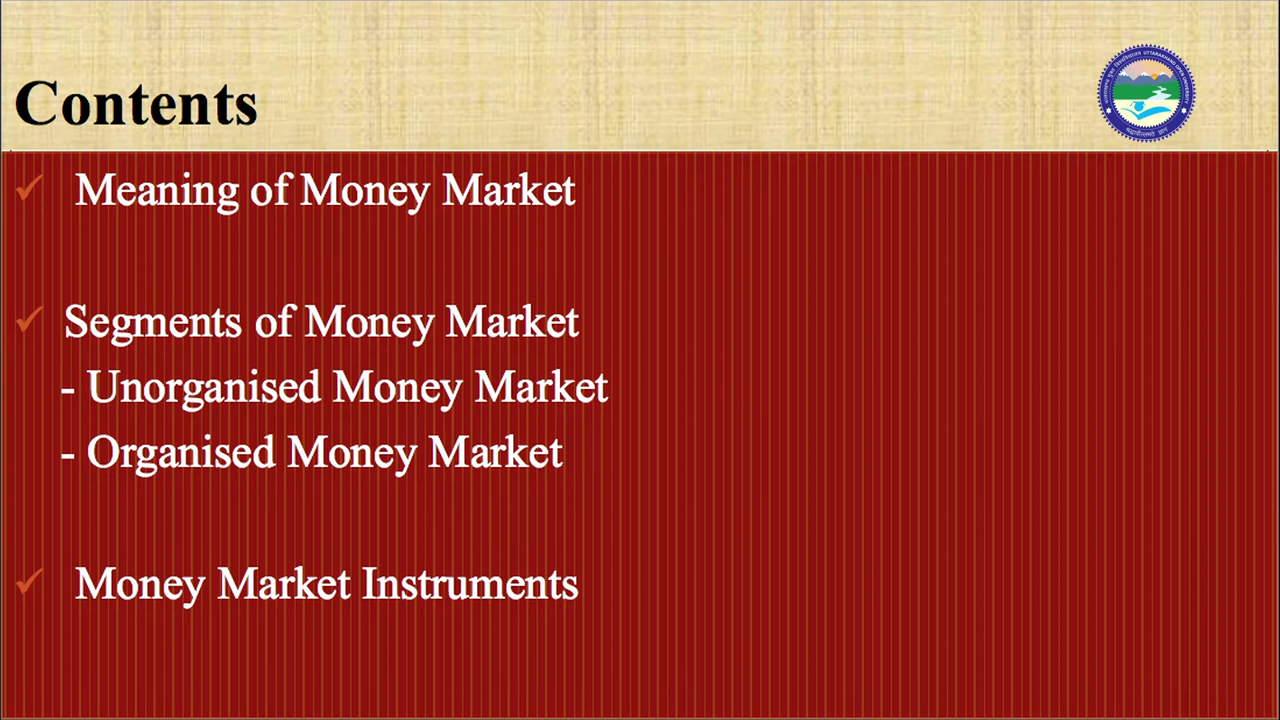 Contents
✓ Meaning of Money Market
✓ Segments of Money Market
- Unorganised Money Market
- Organised Money Market
✓ Money Market Instruments